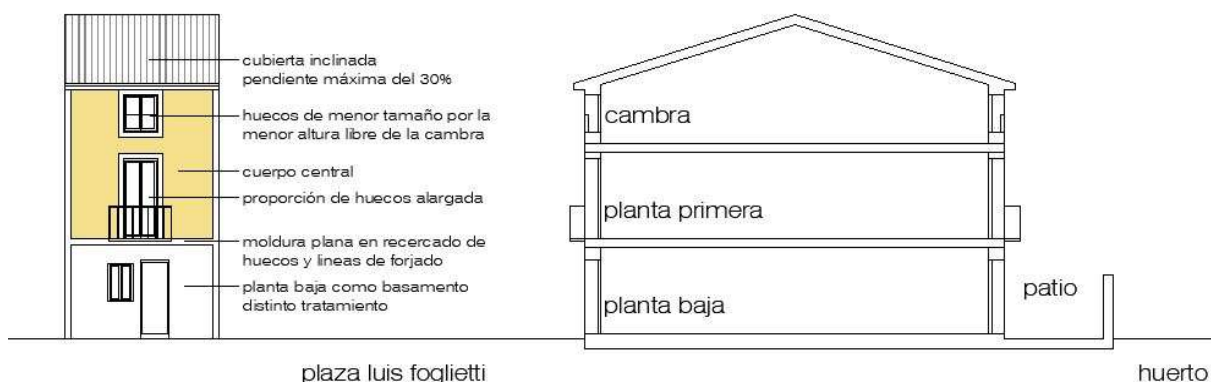 cubierta inclinada
pendiente máxima del 30%
huecos de menor tamaño por la
menor altura libre de la cambra
cuerpo central
proporción de huecos alargada
moldura plana en recercado de
huecos y lineas de forjado
planta baja como basamento
distinto tratamiento
cambra
planta primera
planta baja
patio
plaza luis foglietti
huerto